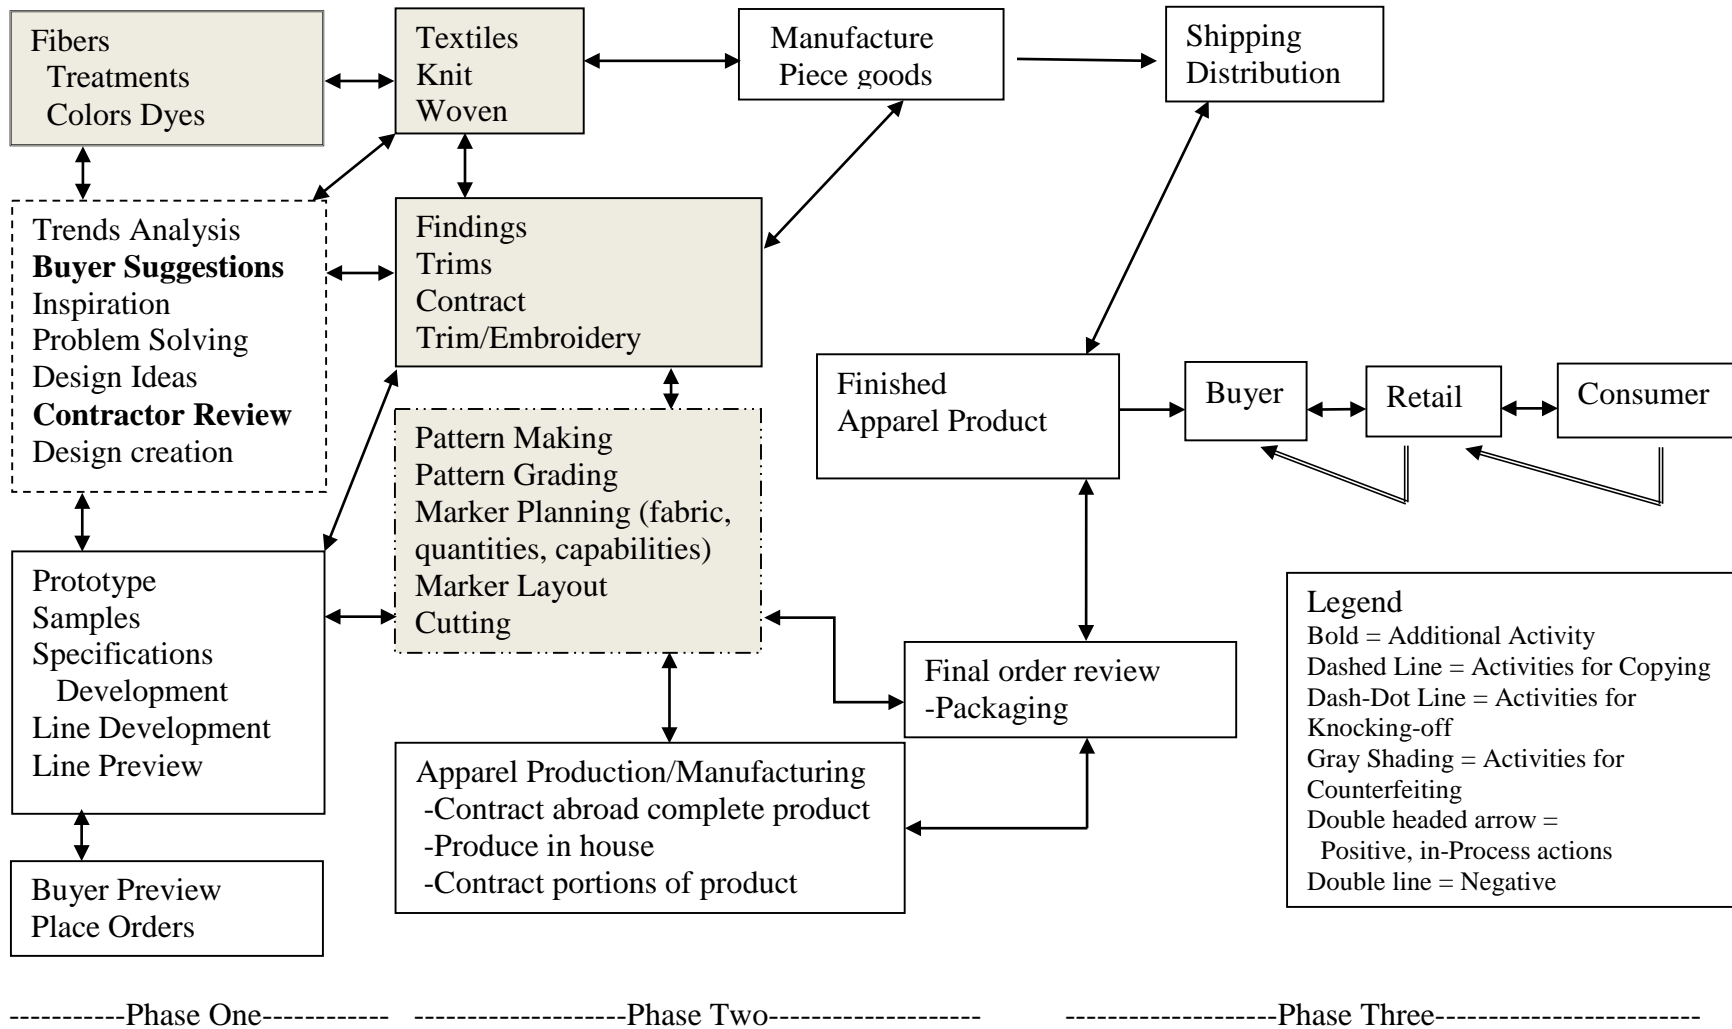 Fibers
Treatments
Colors Dyes
Textiles
Knit
Woven
Manufacture
Piece goods
Shipping
Distribution
Trends Analysis
Buyer Suggestions
Inspiration
Problem Solving
Design Ideas
Contractor Review
Design creation
Findings
Trims
Contract
Trim/Embroidery
Finished
Apparel Product
Buyer
Retail
Consumer
Pattern Making
Pattern Grading
Marker Planning (fabric,
quantities, capabilities)
Marker Layout
Cutting
Prototype
Samples
Specifications
Development
Line Development
Line Preview
Final order review
-Packaging
Apparel Production/Manufacturing
-Contract abroad complete product
-Produce in house
-Contract portions of product
Buyer Preview
Place Orders
Legend
Bold = Additional Activity
Dashed Line = Activities for Copying
Dash-Dot Line = Activities for
Knocking-off
Gray Shading = Activities for
Counterfeiting
Double headed arrow =
Positive, in-Process actions
Double line = Negative
-----------Phase One------------ --------------------Phase Two-------------------- --------------------Phase Three-------------------------